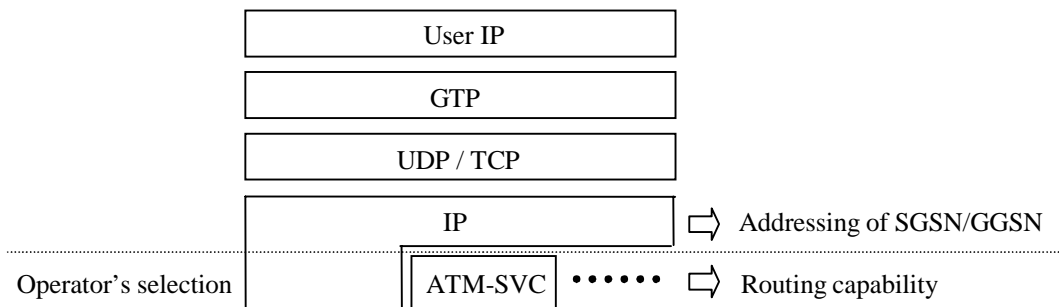 User IP
GTP
UDP / TCP
IP
Addressing of SGSN/GGSN
Operator’s selection
ATM-SVC
Routing capability